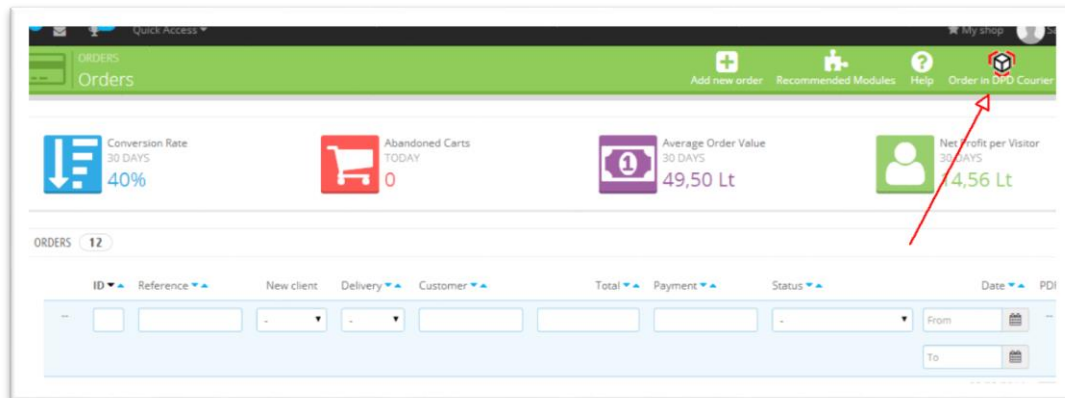 Quick Access
My shop
ORDERS
Orders
Add new order Recommended Modules Help Order in DPD Courier
Conversion Rate
30 DAYS
40%
Abandoned Carts
TODAY
0
Average Order Value
30 DAYS
49,50 Lt
Net Profit per Visitor
30 DAYS
14,56 Lt
ORDERS 12
ID Reference New client Delivery Customer Total Payment Status Date
-- - - - From --
To